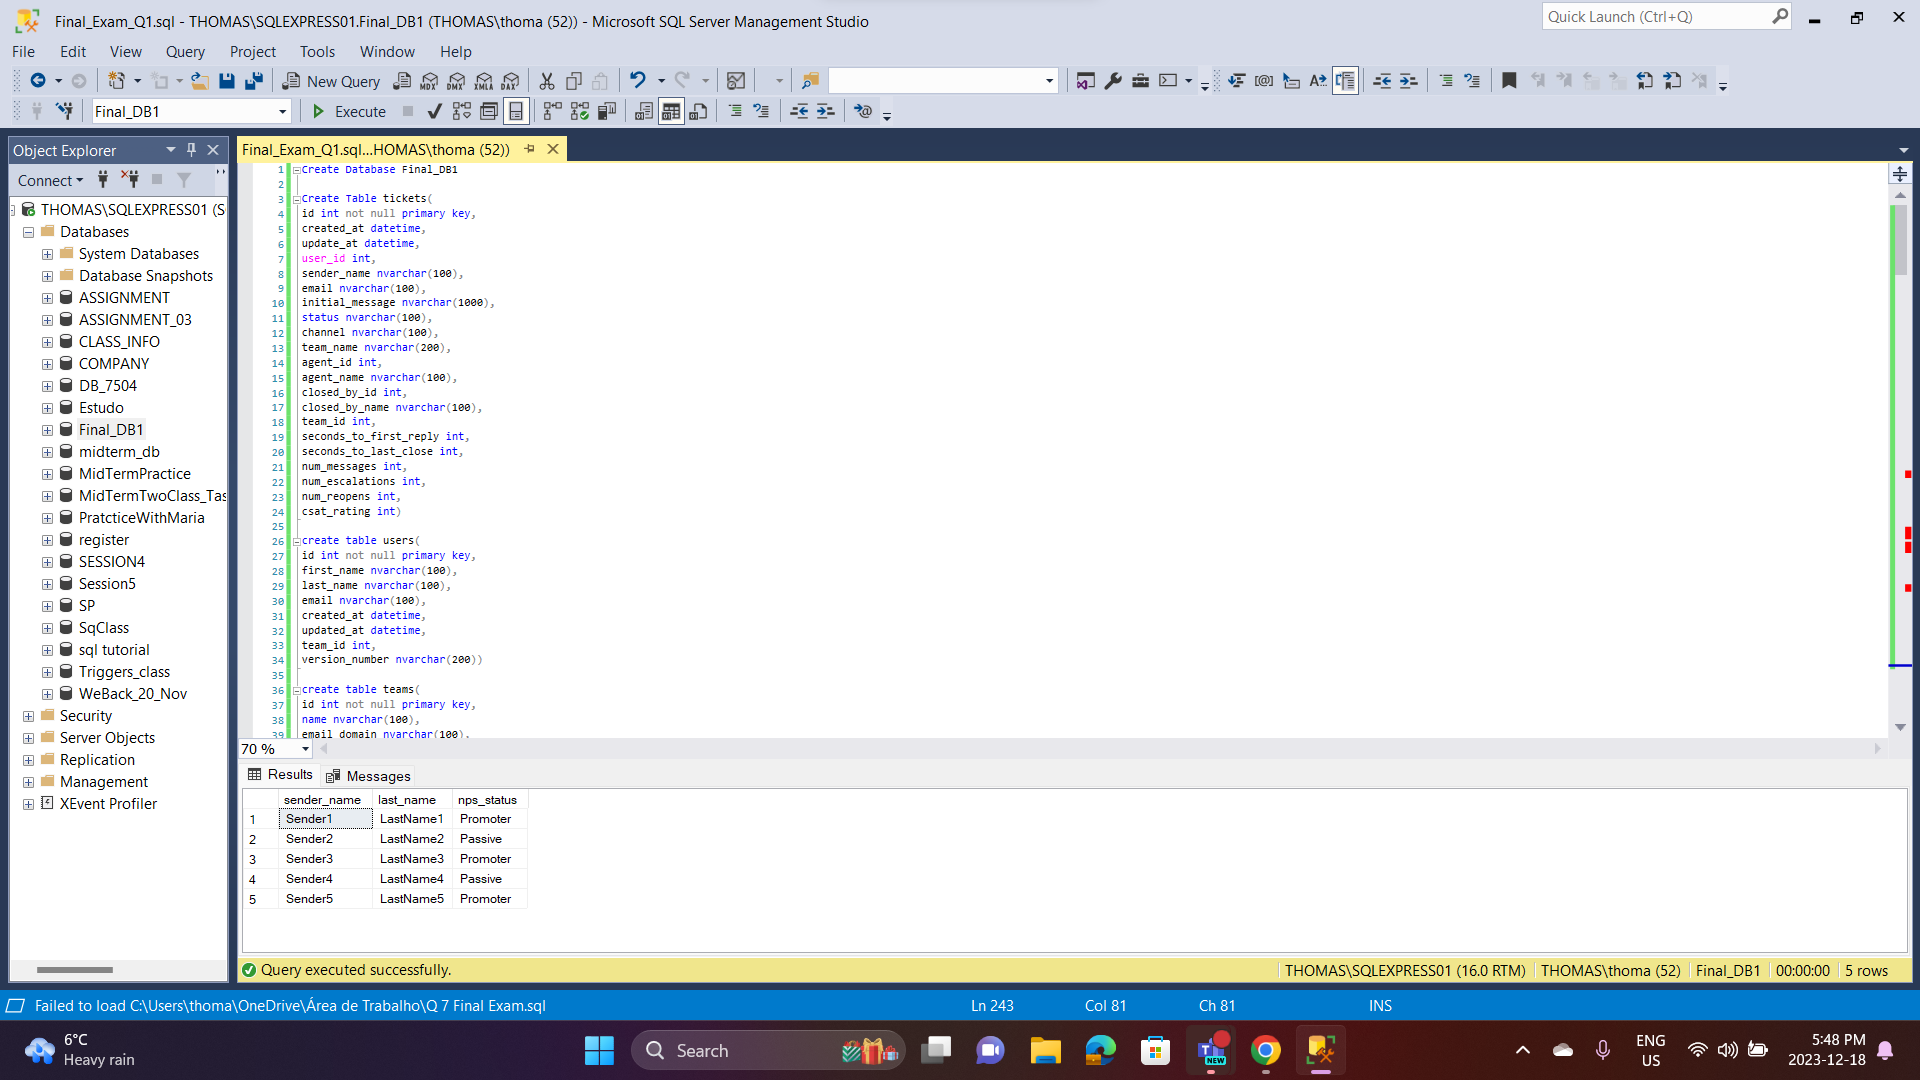 Final_Exam_Q1.sql - THOMAS\SQLEXPRESS01.Final_DB1 (THOMAS\thoma (52)) - Microsoft SQL Server Management Studio
Quick Launch (Ctrl+Q)
File Edit View Query Project Tools Window Help
New Query
MDX DMX XMLA DAX
Final_DB1
Execute
Object Explorer
Connect
THOMAS\SQLEXPRESS01 (S
Databases
System Databases
Database Snapshots
ASSIGNMENT
ASSIGNMENT_03
CLASS_INFO
COMPANY
DB_7504
Estudo
Final_DB1
midterm_db
MidTermPractice
MidTermTwoClass_Tas
PratcticeWithMaria
register
SESSION4
Session5
SP
SqClass
sql tutorial
Triggers_class
WeBack_20_Nov
Security
Server Objects
Replication
Management
XEvent Profiler
Final_Exam_Q1.sql...HOMAS\thoma (52))
1 Create Database Final_DB1
2
3 Create Table tickets(
4 id int not null primary key,
5 created_at datetime,
6 update_at datetime,
7 user_id int,
8 sender_name nvarchar(100),
9 email nvarchar(100),
10 initial_message nvarchar(1000),
11 status nvarchar(100),
12 channel nvarchar(100),
13 team_name nvarchar(200),
14 agent_id int,
15 agent_name nvarchar(100),
16 closed_by_id int,
17 closed_by_name nvarchar(100),
18 team_id int,
19 seconds_to_first_reply int,
20 seconds_to_last_close int,
21 num_messages int,
22 num_escalations int,
23 num_reopens int,
24 csat_rating int)
25
26 create table users(
27 id int not null primary key,
28 first_name nvarchar(100),
29 last_name nvarchar(100),
30 email nvarchar(100),
31 created_at datetime,
32 updated_at datetime,
33 team_id int,
34 version_number nvarchar(200))
35
36 create table teams(
37 id int not null primary key,
38 name nvarchar(100),
39 email_domain nvarchar(100),
70 %
Results Messages
sender_name last_name nps_status
1 Sender1 LastName1 Promoter
2 Sender2 LastName2 Passive
3 Sender3 LastName3 Promoter
4 Sender4 LastName4 Passive
5 Sender5 LastName5 Promoter
Query executed successfully.
THOMAS\SQLEXPRESS01 (16.0 RTM) THOMAS\thoma (52) Final_DB1 00:00:00 5 rows
Failed to load C:\Users\thoma\OneDrive\Área de Trabalho\Q 7 Final Exam.sql
Ln 243 Col 81 Ch 81 INS
6°C
Heavy rain
Search
NEW
ENG
US
5:48 PM
2023-12-18